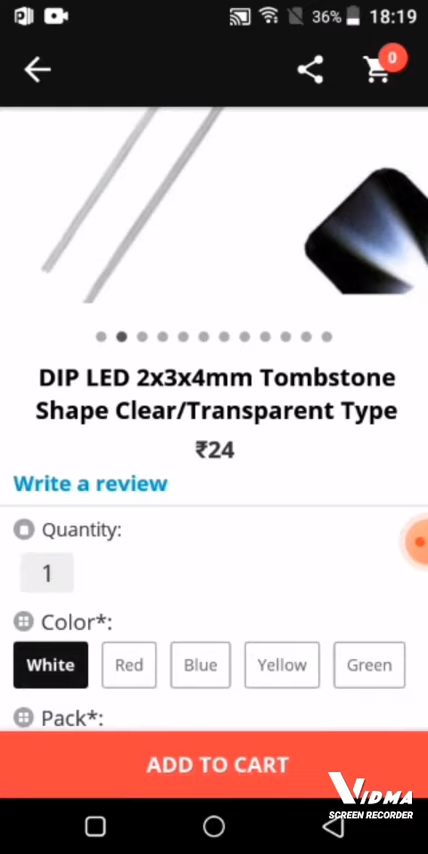 36% 18:19
0
DIP LED 2x3x4mm Tombstone
Shape Clear/Transparent Type
₹24
Write a review
Quantity:
1
Color*:
White Red Blue Yellow Green
Pack*:
ADD TO CART
VIDMA
SCREEN RECORDER